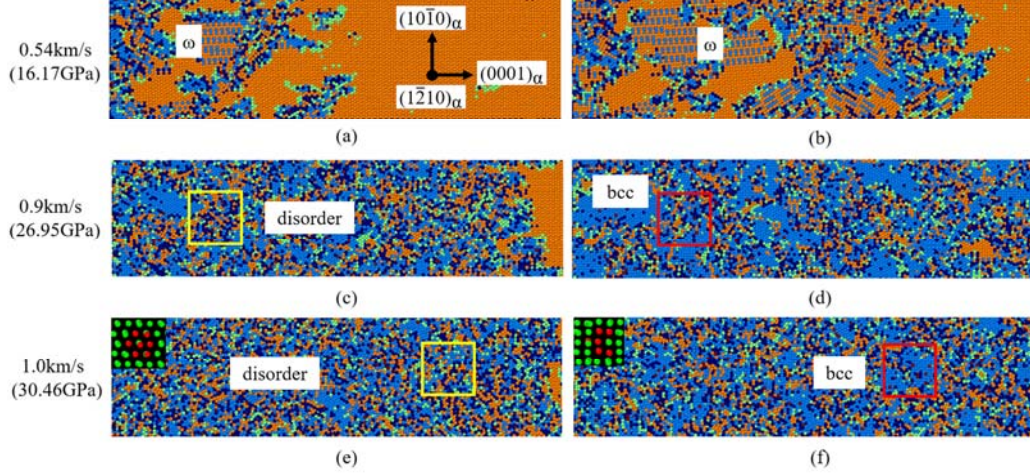 0.54km/s
(16.17GPa)
ω
(101̅0)α
(0001)α
(12̅10)α
ω
(a)
(b)
0.9km/s
(26.95GPa)
disorder
bcc
(c)
(d)
1.0km/s
(30.46GPa)
disorder
bcc
(e)
(f)